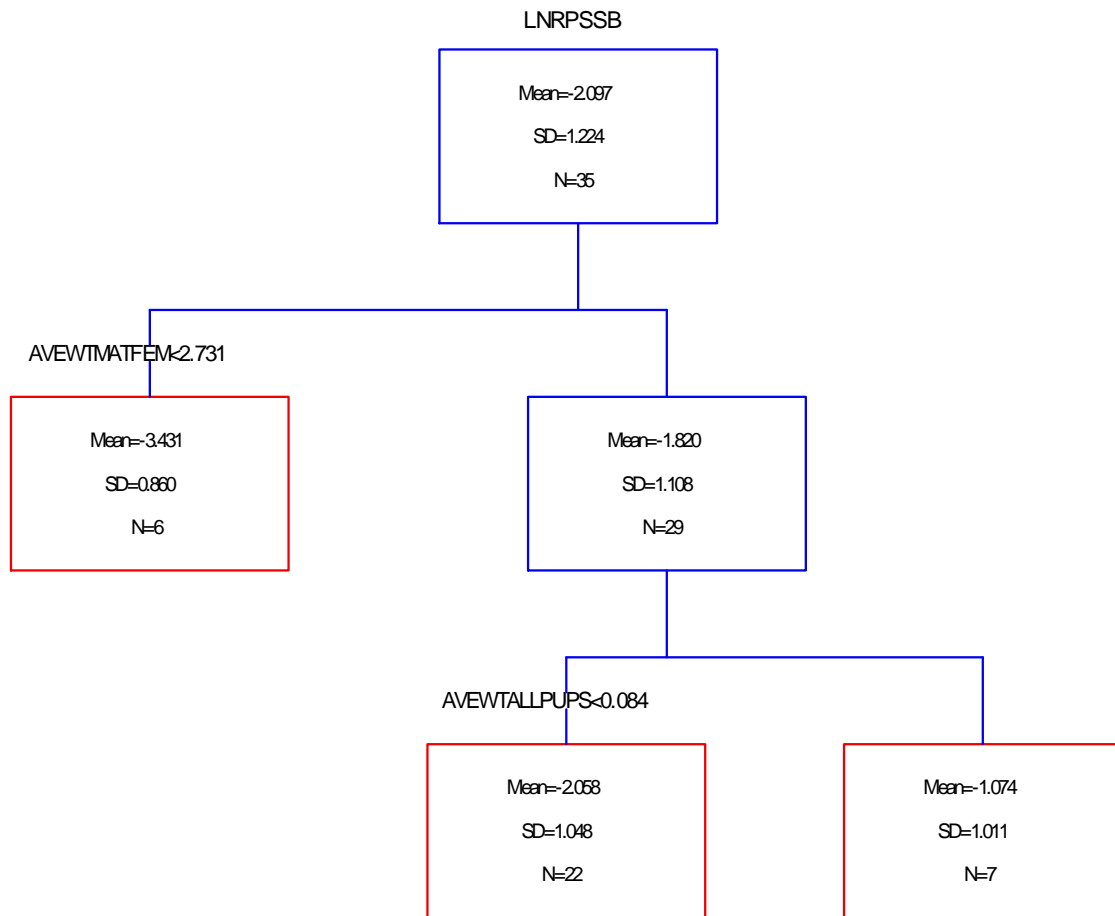 LNRPSSB
Mean=-2.097
SD=1.224
N=35
AVEWTMATFEM<2.731
Mean=-3.431
SD=0.860
N=6
Mean=-1.820
SD=1.108
N=29
AVEWTALLPUPS<0.084
Mean=-2.058
SD=1.048
N=22
Mean=-1.074
SD=1.011
N=7